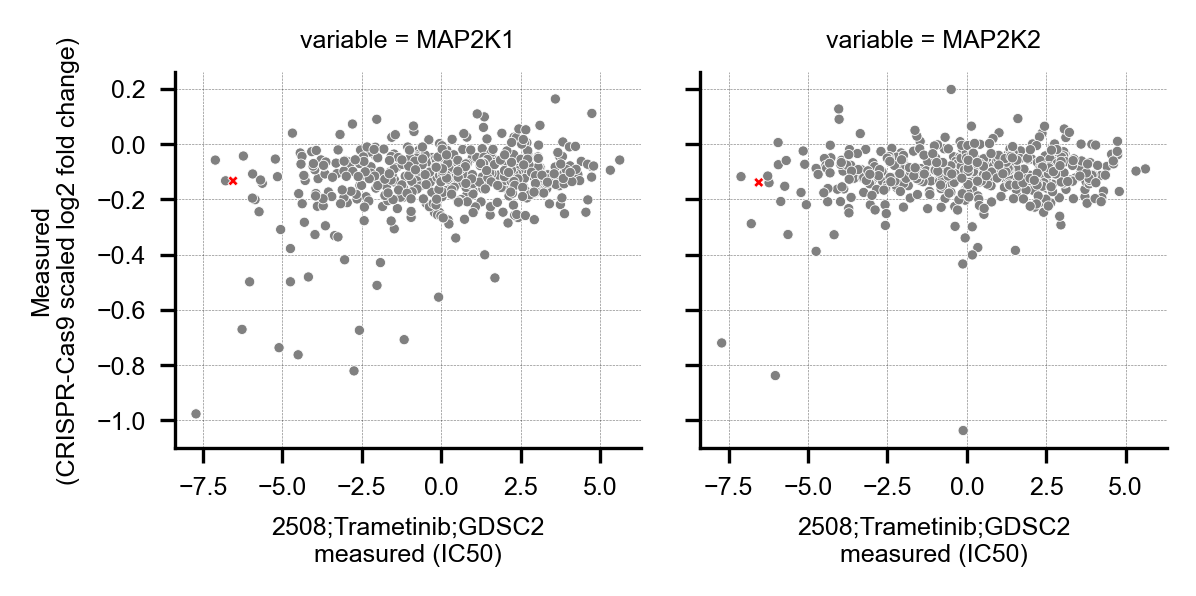 variable = MAP2K1
variable = MAP2K2
Measured
(CRISPR-Cas9 scaled log2 fold change)
0.2
0.0
−0.2
−0.4
−0.6
−0.8
−1.0
−7.5 −5.0 −2.5 0.0 2.5 5.0
−7.5 −5.0 −2.5 0.0 2.5 5.0
2508;Trametinib;GDSC2
measured (IC50)
2508;Trametinib;GDSC2
measured (IC50)